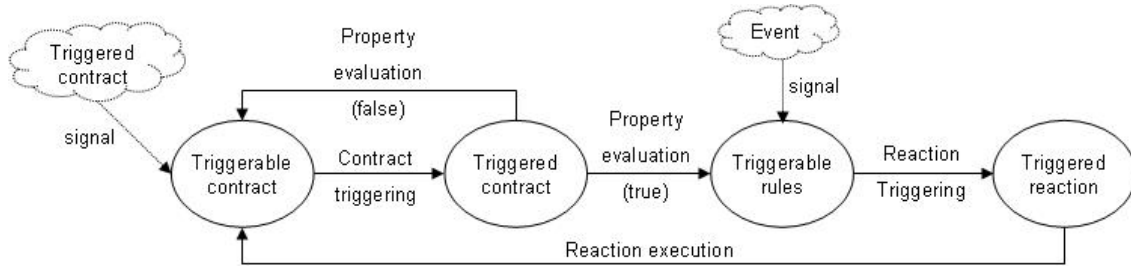 Triggered
contract
signal
Property
evaluation
(false)
Event
signal
Triggerable
contract
Contract
triggering
Triggered
contract
Property
evaluation
(true)
Triggerable
rules
Reaction
Triggering
Triggered
reaction
Reaction execution